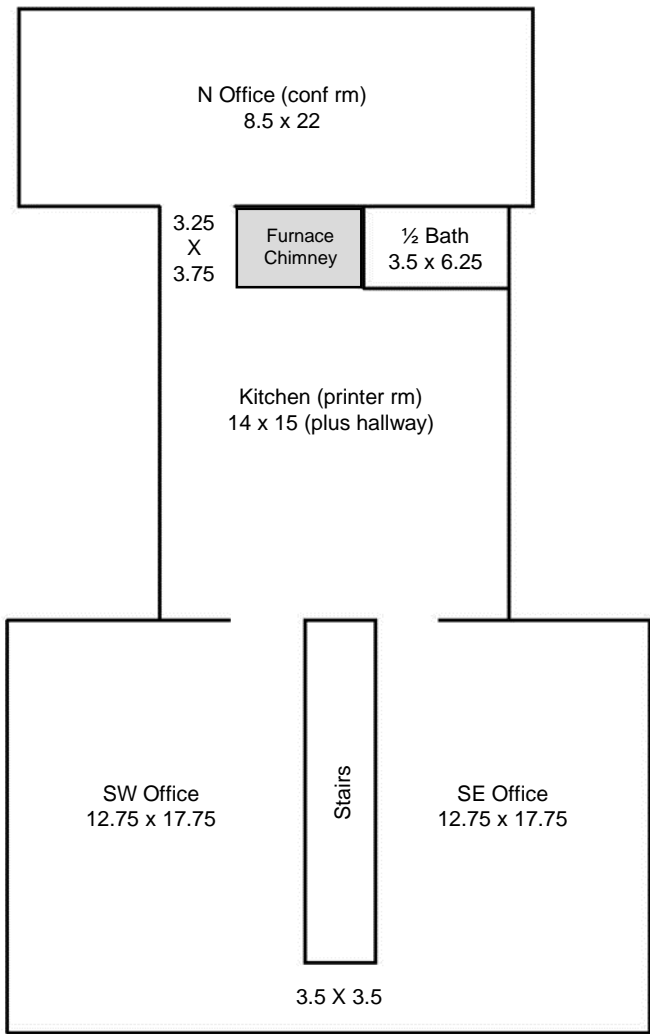 N Office (conf rm)
8.5 x 22
3.25
X
3.75
Furnace
Chimney
½ Bath
3.5 x 6.25
Kitchen (printer rm)
14 x 15 (plus hallway)
SW Office
12.75 x 17.75
Stairs
SE Office
12.75 x 17.75
3.5 X 3.5